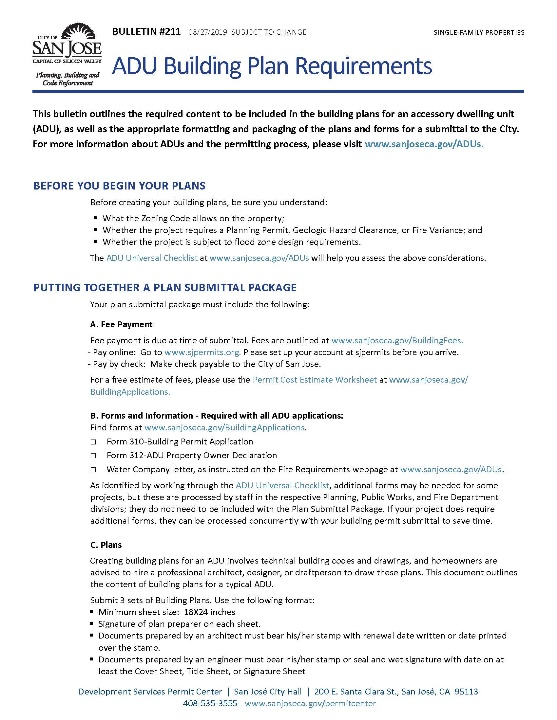 CITY OF
SAN JOSE
CAPITAL OF SILICON VALLEY
Planning, Building and
Code Enforcement
BULLETIN #211 08/27/2019 SUBJECT TO CHANGE
SINGLE-FAMILY PROPERTIES
ADU Building Plan Requirements
This bulletin outlines the required content to be included in the building plans for an accessory dwelling unit
(ADU), as well as the appropriate formatting and packaging of the plans and forms for a submittal to the City.
For more information about ADUs and the permitting process, please visit www.sanjoseca.gov/ADUs.
BEFORE YOU BEGIN YOUR PLANS
Before creating your building plans, be sure you understand:
▪ What the Zoning Code allows on the property;
▪ Whether the project requires a Planning Permit, Geologic Hazard Clearance, or Fire Variance; and
▪ Whether the project is subject to flood zone design requirements.
The ADU Universal Checklist at www.sanjoseca.gov/ADUs will help you assess the above considerations.
PUTTING TOGETHER A PLAN SUBMITTAL PACKAGE
Your plan submittal package must include the following:
A. Fee Payment
Fee payment is due at time of submittal. Fees are outlined at www.sanjoseca.gov/BuildingFees.
- Pay online: Go to www.sjpermits.org. Please set up your account at sjpermits before you arrive.
- Pay by check: Make check payable to the City of San Jose.
For a free estimate of fees, please use the Permit Cost Estimate Worksheet at www.sanjoseca.gov/
BuildingApplications.
B. Forms and Information - Required with all ADU applications:
Find forms at www.sanjoseca.gov/BuildingApplications.
□ Form 310-Building Permit Application
□ Form 312-ADU Property Owner Declaration
□ Water Company letter, as instructed on the Fire Requirements webpage at www.sanjoseca.gov/ADUs.
As identified by working through the ADU Universal Checklist, additional forms may be needed for some
projects, but these are processed by staff in the respective Planning, Public Works, and Fire Department
divisions; they do not need to be included with the Plan Submittal Package. If your project does require
additional forms, they can be processed concurrently with your building permit submittal to save time.
C. Plans
Creating building plans for an ADU involves technical building codes and drawings, and homeowners are
advised to hire a professional architect, designer, or draftperson to draw these plans. This document outlines
the content of building plans for a typical ADU.
Submit 3 sets of Building Plans. Use the following format:
▪ Minimum sheet size: 18X24 inches
▪ Signature of plan preparer on each sheet.
▪ Documents prepared by an architect must bear his/her stamp with renewal date written or date printed
over the stamp.
▪ Documents prepared by an engineer must bear his/her stamp or seal and wet signature with date on at
least the Cover Sheet, Title Sheet, or Signature Sheet
Development Services Permit Center | San José City Hall | 200 E. Santa Clara St., San José, CA 95113
408-535-3555 www.sanjoseca.gov/permitcenter